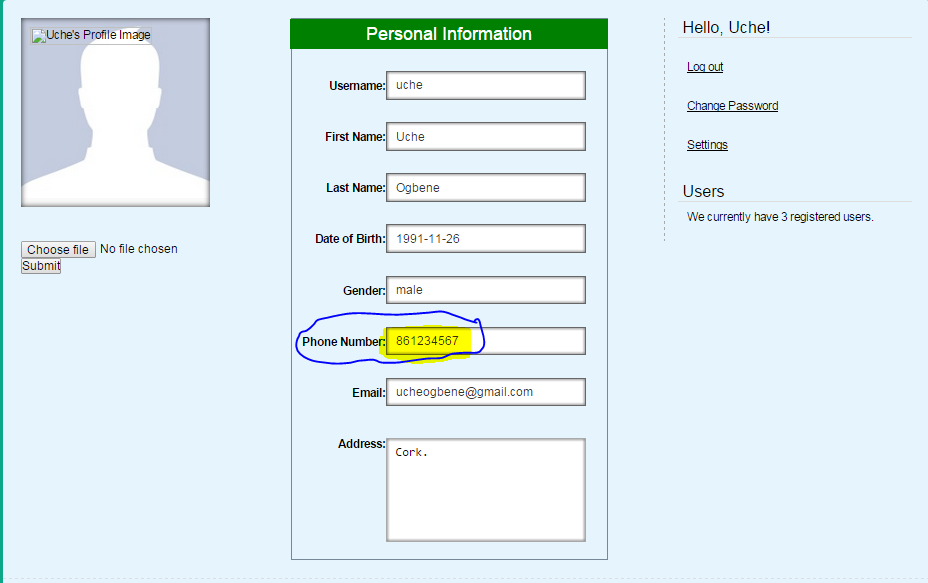 Uche's Profile Image
Choose file No file chosen
Submit
Personal Information
Username: uche
First Name: Uche
Last Name: Ogbene
Date of Birth: 1991-11-26
Gender: male
Phone Number: 861234567
Email: ucheogbene@gmail.com
Address: Cork.
Hello, Uche!
Log out
Change Password
Settings
Users
We currently have 3 registered users.